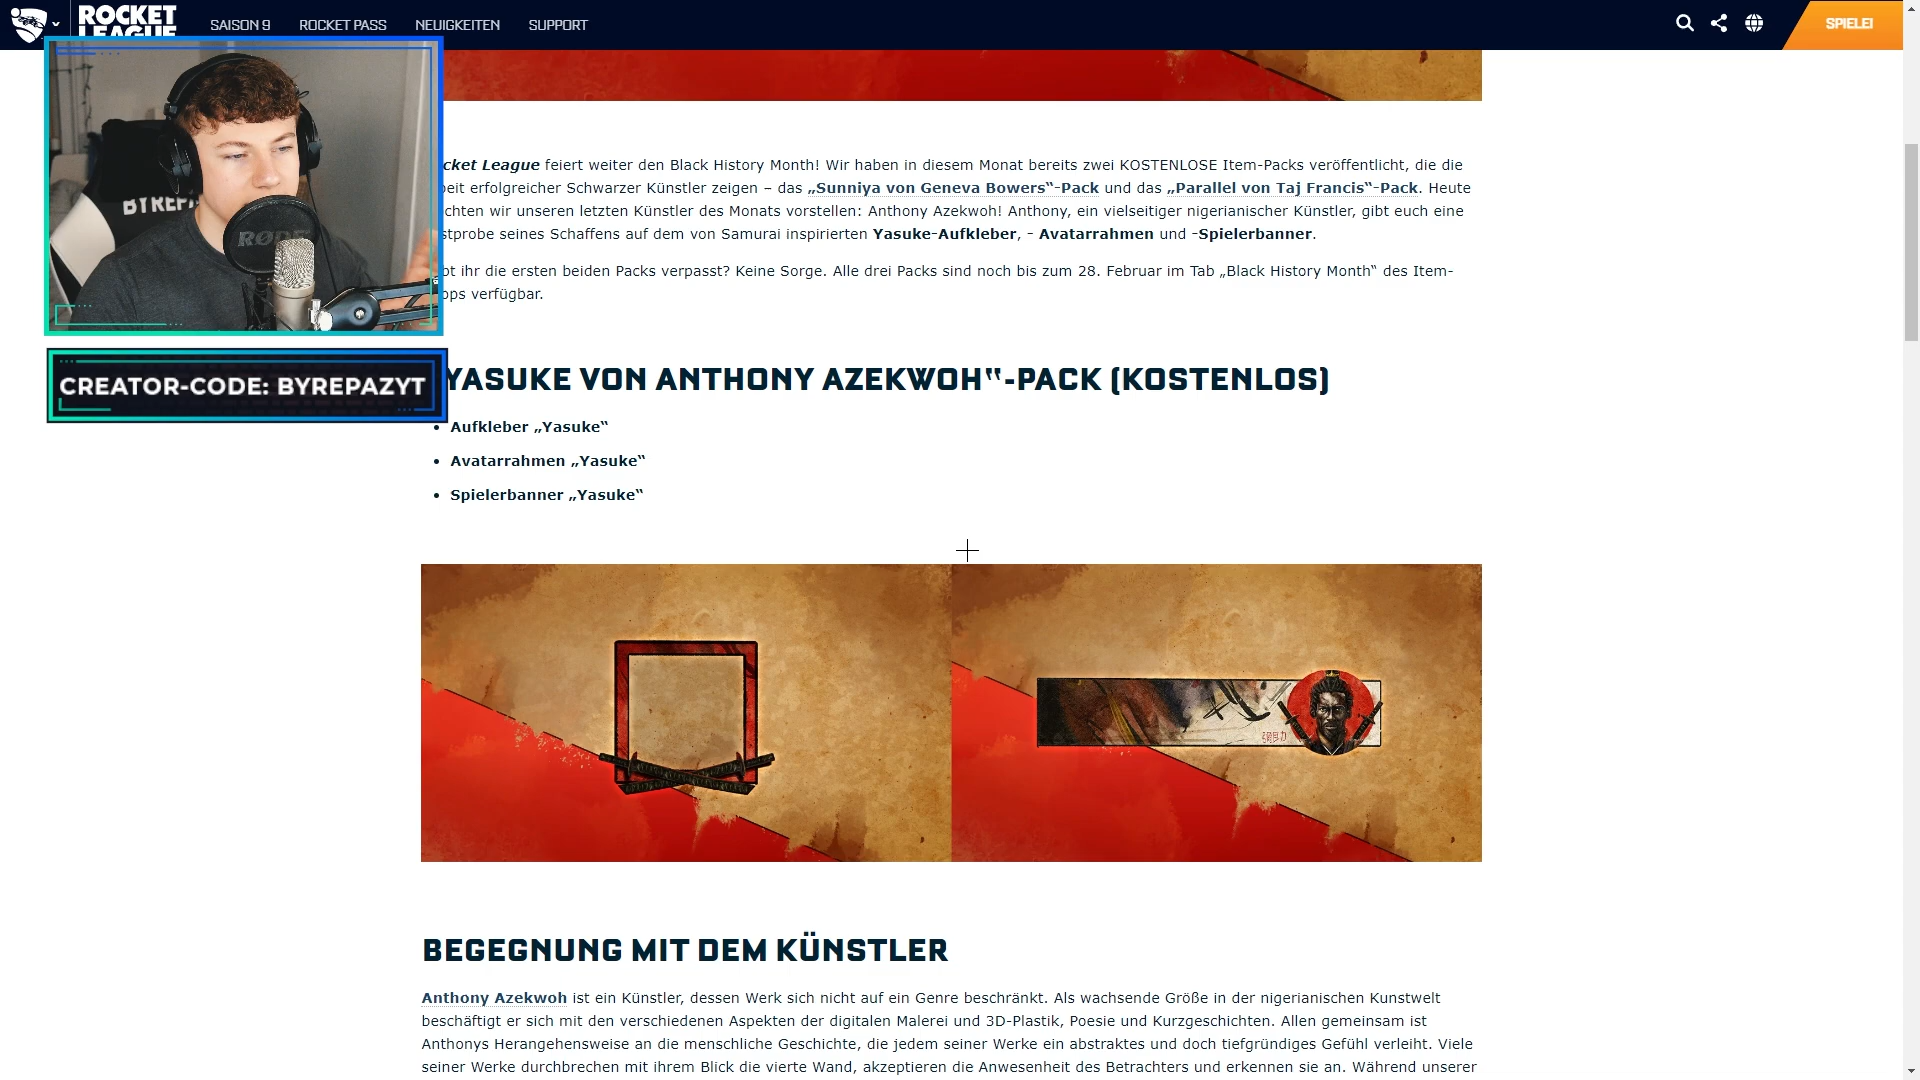 ROCKET
LEAGUE
SAISON 9
ROCKET PASS
NEUIGKEITEN
SUPPORT
SPIELE!
BYREP
RØDE
CREATOR-CODE: BYREPAZYT
cket League feiert weiter den Black History Month! Wir haben in diesem Monat bereits zwei KOSTENLOSE Item-Packs veröffentlicht, die die
beit erfolgreicher Schwarzer Künstler zeigen – das „Sunniya von Geneva Bowers“-Pack und das „Parallel von Taj Francis“-Pack. Heute
chten wir unseren letzten Künstler des Monats vorstellen: Anthony Azekwoh! Anthony, ein vielseitiger nigerianischer Künstler, gibt euch eine
stprobe seines Schaffens auf dem von Samurai inspirierten Yasuke-Aufkleber, - Avatarrahmen und -Spielerbanner.
bt ihr die ersten beiden Packs verpasst? Keine Sorge. Alle drei Packs sind noch bis zum 28. Februar im Tab „Black History Month“ des Item-
ops verfügbar.
YASUKE VON ANTHONY AZEKWOH“-PACK (KOSTENLOS)
• Aufkleber „Yasuke“
• Avatarrahmen „Yasuke“
• Spielerbanner „Yasuke“
BEGEGNUNG MIT DEM KÜNSTLER
Anthony Azekwoh ist ein Künstler, dessen Werk sich nicht auf ein Genre beschränkt. Als wachsende Größe in der nigerianischen Kunstwelt
beschäftigt er sich mit den verschiedenen Aspekten der digitalen Malerei und 3D-Plastik, Poesie und Kurzgeschichten. Allen gemeinsam ist
Anthonys Herangehensweise an die menschliche Geschichte, die jedem seiner Werke ein abstraktes und doch tiefgründiges Gefühl verleiht. Viele
seiner Werke durchbrechen mit ihrem Blick die vierte Wand, akzeptieren die Anwesenheit des Betrachters und erkennen sie an. Während unserer